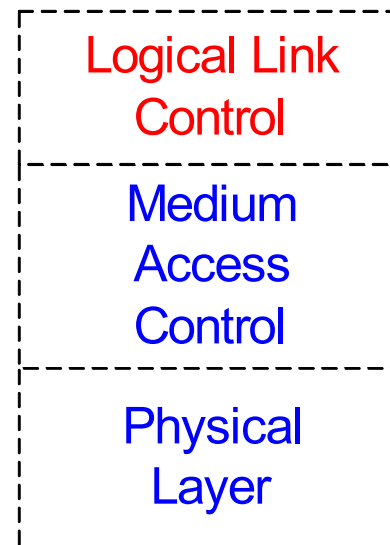 Logical Link
Control
Medium
Access
Control
Physical
Layer